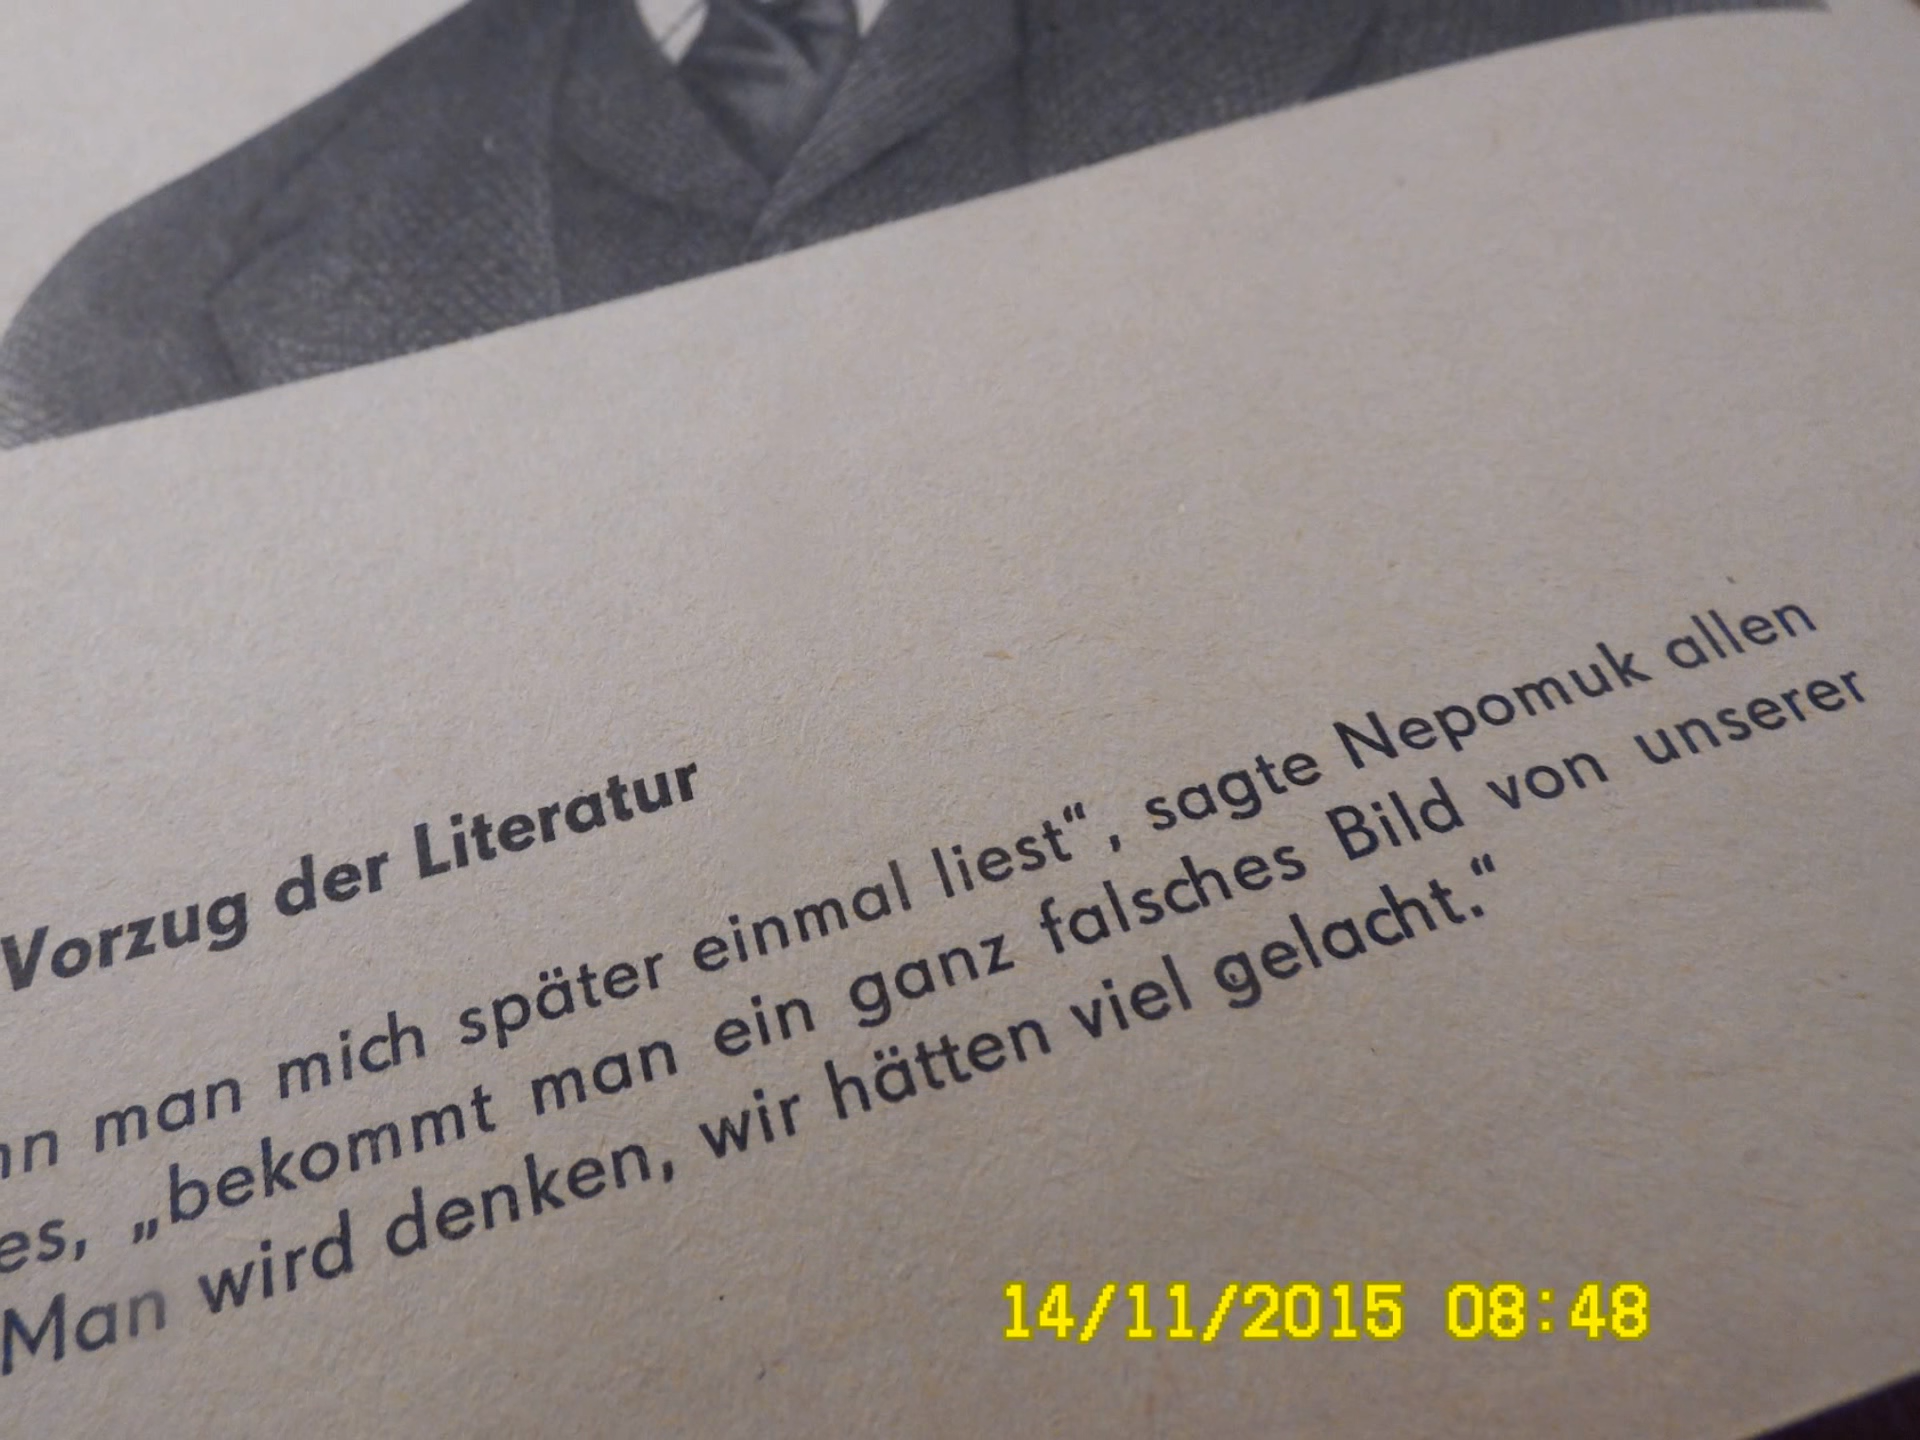 Vorzug der Literatur
nn man mich später einmal liest“, sagte Nepomuk allen
es, „bekommt man ein ganz falsches Bild von unserer
Man wird denken, wir hätten viel gelacht.“
14/11/2015 08:48